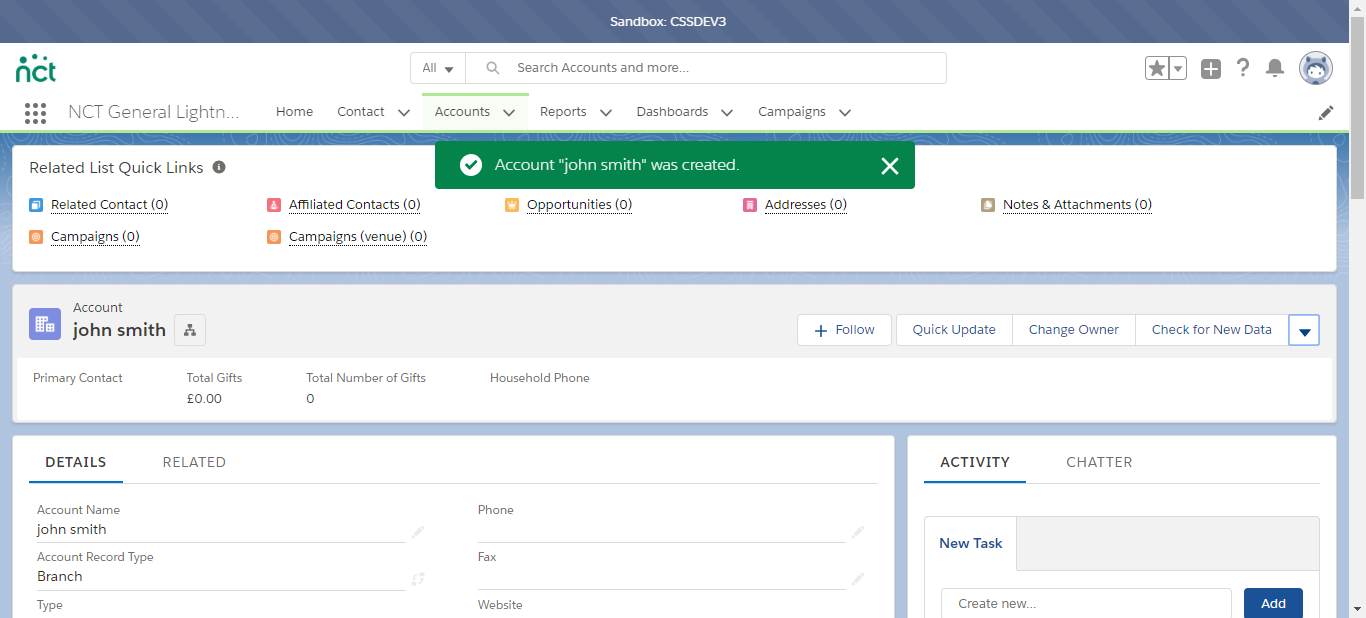 Sandbox: CSSDEV3
nct
All
Search Accounts and more...
NCT General Lightn...
Home Contact Accounts Reports Dashboards Campaigns
Related List Quick Links
Account "john smith" was created.
Related Contact (0) Affiliated Contacts (0) Opportunities (0) Addresses (0) Notes & Attachments (0)
Campaigns (0) Campaigns (venue) (0)
Account
john smith
Follow Quick Update Change Owner Check for New Data
Primary Contact Total Gifts Total Number of Gifts Household Phone
£0.00 0
DETAILS RELATED
ACTIVITY CHATTER
Account Name Phone
john smith
Account Record Type Fax
Branch
Type Website
New Task
Create new... Add